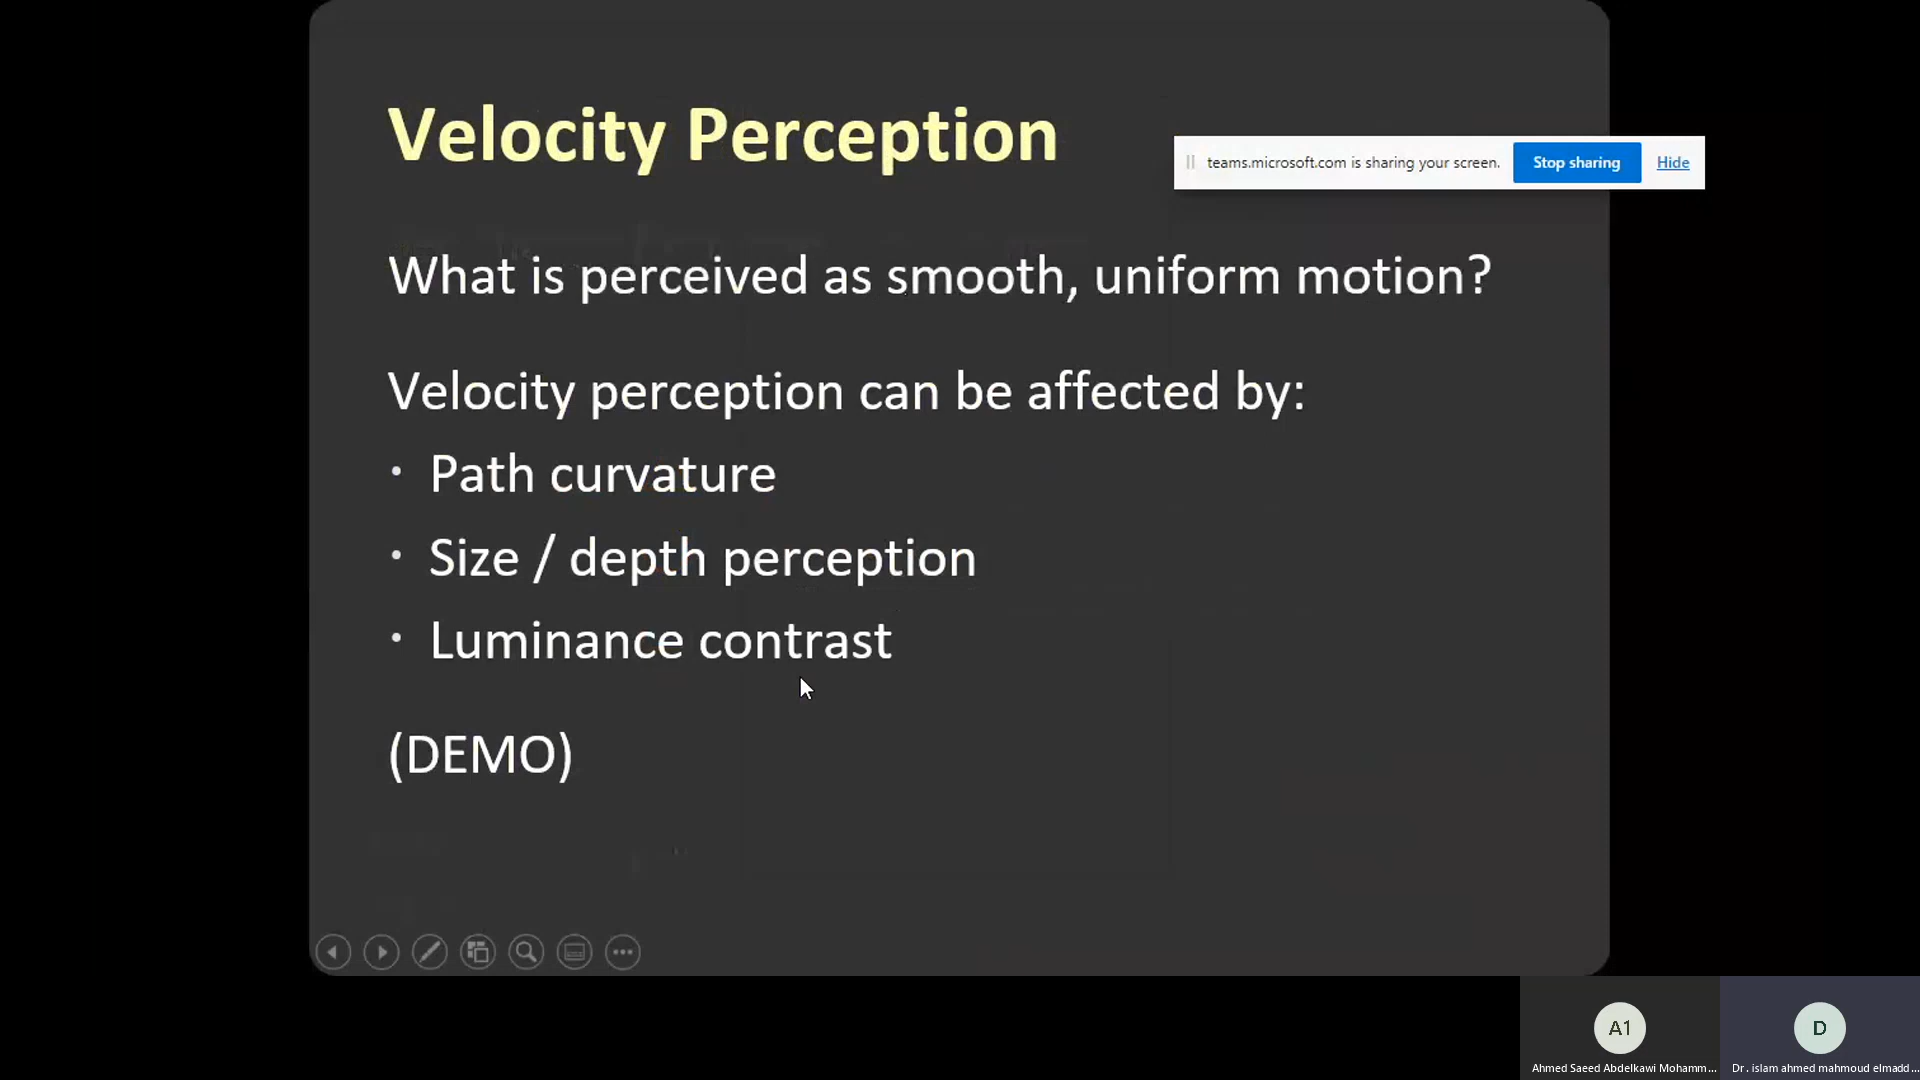 Velocity Perception
teams.microsoft.com is sharing your screen.
Stop sharing
Hide
What is perceived as smooth, uniform motion?
Velocity perception can be affected by:
• Path curvature
• Size / depth perception
• Luminance contrast
(DEMO)
A1
D
Ahmed Saeed Abdelkawi Mohamm...
Dr. islam ahmed mahmoud elmadd...